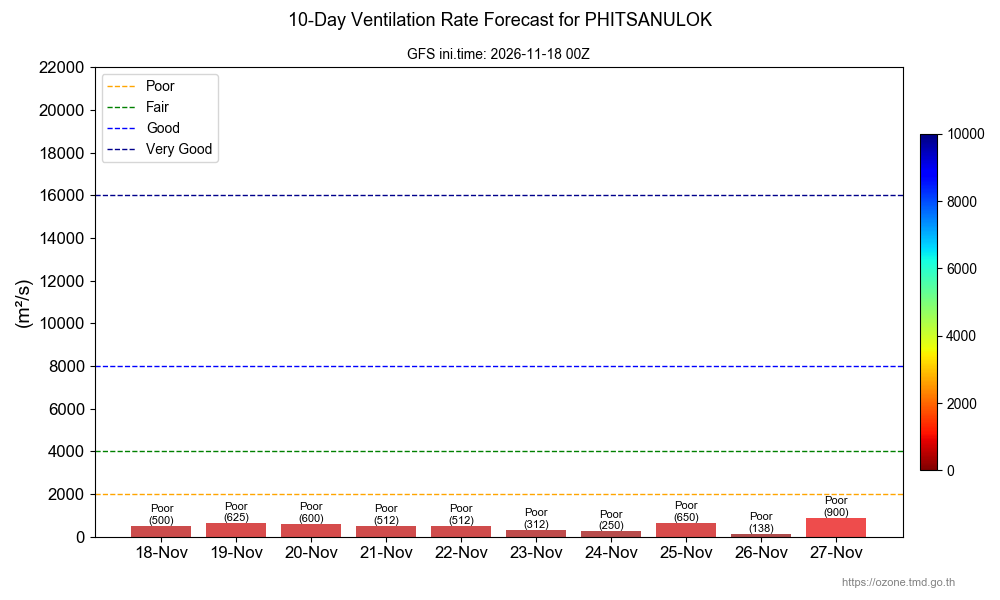 10-Day Ventilation Rate Forecast for PHITSANULOK
GFS ini.time: 2026-11-18 00Z
22000
20000
18000
16000
14000
12000
10000
8000
6000
4000
2000
0
(m²/s)
Poor
Fair
Good
Very Good
Poor
(500)
Poor
(625)
Poor
(600)
Poor
(512)
Poor
(512)
Poor
(312)
Poor
(250)
Poor
(650)
Poor
(138)
Poor
(900)
18-Nov
19-Nov
20-Nov
21-Nov
22-Nov
23-Nov
24-Nov
25-Nov
26-Nov
27-Nov
10000
8000
6000
4000
2000
0
https://ozone.tmd.go.th